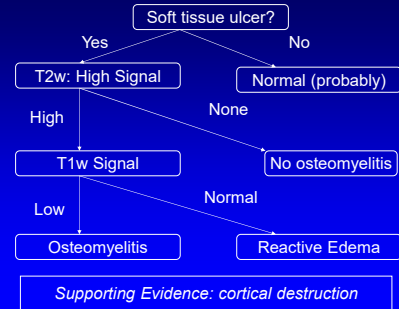 Soft tissue ulcer?
Yes
No
T2w: High Signal
Normal (probably)
High
None
T1w Signal
No osteomyelitis
Low
Normal
Osteomyelitis
Reactive Edema
Supporting Evidence: cortical destruction